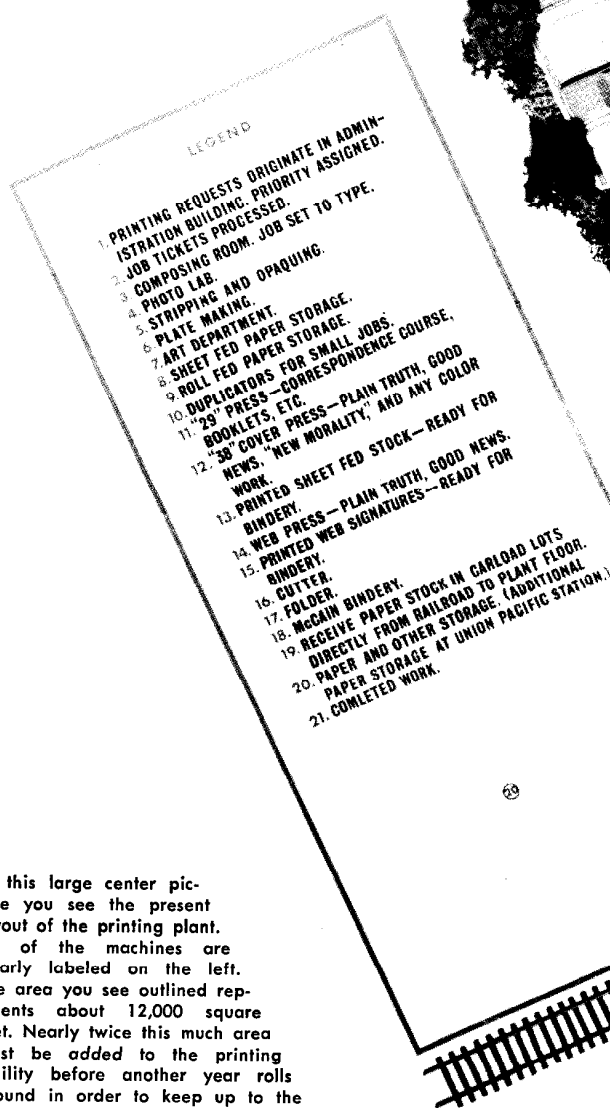 LEGEND
1. PRINTING REQUESTS ORIGINATE IN ADMIN-
ISTRATION BUILDING. PRIORITY ASSIGNED.
2. JOB TICKETS PROCESSED.
3. COMPOSING ROOM. JOB SET TO TYPE.
4. PHOTO LAB.
5. STRIPPING AND OPAQUING.
6. PLATE MAKING.
7. ART DEPARTMENT.
8. SHEET FED PAPER STORAGE.
9. ROLL FED PAPER STORAGE.
10. DUPLICATORS FOR SMALL JOBS.
11. "29" PRESS—CORRESPONDENCE COURSE,
BOOKLETS, ETC.
12. "38" COVER PRESS—PLAIN TRUTH, GOOD
NEWS, "NEW MORALITY," AND ANY COLOR
WORK.
13. PRINTED SHEET FED STOCK—READY FOR
BINDERY.
14. WEB PRESS—PLAIN TRUTH, GOOD NEWS.
15. PRINTED WEB SIGNATURES—READY FOR
BINDERY.
16. CUTTER.
17. FOLDER.
18. McCAIN BINDERY.
19. RECEIVE PAPER STOCK IN CARLOAD LOTS
DIRECTLY FROM RAILROAD TO PLANT FLOOR.
20. PAPER AND OTHER STORAGE. (ADDITIONAL
PAPER STORAGE AT UNION PACIFIC STATION.)
21. COMLETED WORK.
20
this large center pic-
e you see the present
out of the printing plant.
of the machines are
arly labeled on the left.
e area you see outlined rep-
ents about 12,000 square
et. Nearly twice this much area
st be added to the printing
ility before another year rolls
ound in order to keep up to the